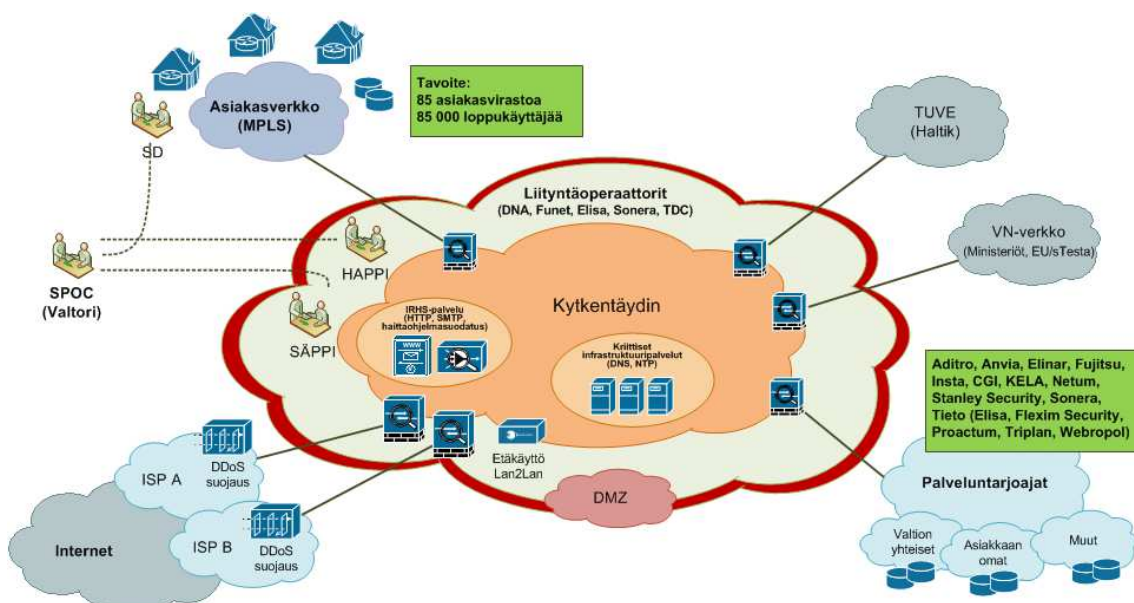 Asiakasverkko
(MPLS)
Tavoite:
85 asiakasvirastoa
85 000 loppukäyttäjää
TUVE
(Haltik)
SD
Liityntäoperaattorit
(DNA, Funet, Elisa, Sonera, TDC)
VN-verkko
(Ministeriöt, EU/sTesta)
SPOC
(Valtori)
HAPPI
SÄPPI
Kytkentäydin
IRHS-palvelu
(HTTP, SMTP,
haittaohjelmasuodatus)
WWW
Kriittiset
infrastruktuuripalvelut
(DNS, NTP)
Aditro, Anvia, Elinar, Fujitsu,
Insta, CGI, KELA, Netum,
Stanley Security, Sonera,
Tieto (Elisa, Flexim Security,
Proactum, Triplan, Webropol)
Etäkäyttö
Lan2Lan
DMZ
ISP A
DDoS
suojaus
ISP B
DDoS
suojaus
Internet
Palveluntarjoajat
Valtion
yhteiset
Asiakkaan
omat
Muut